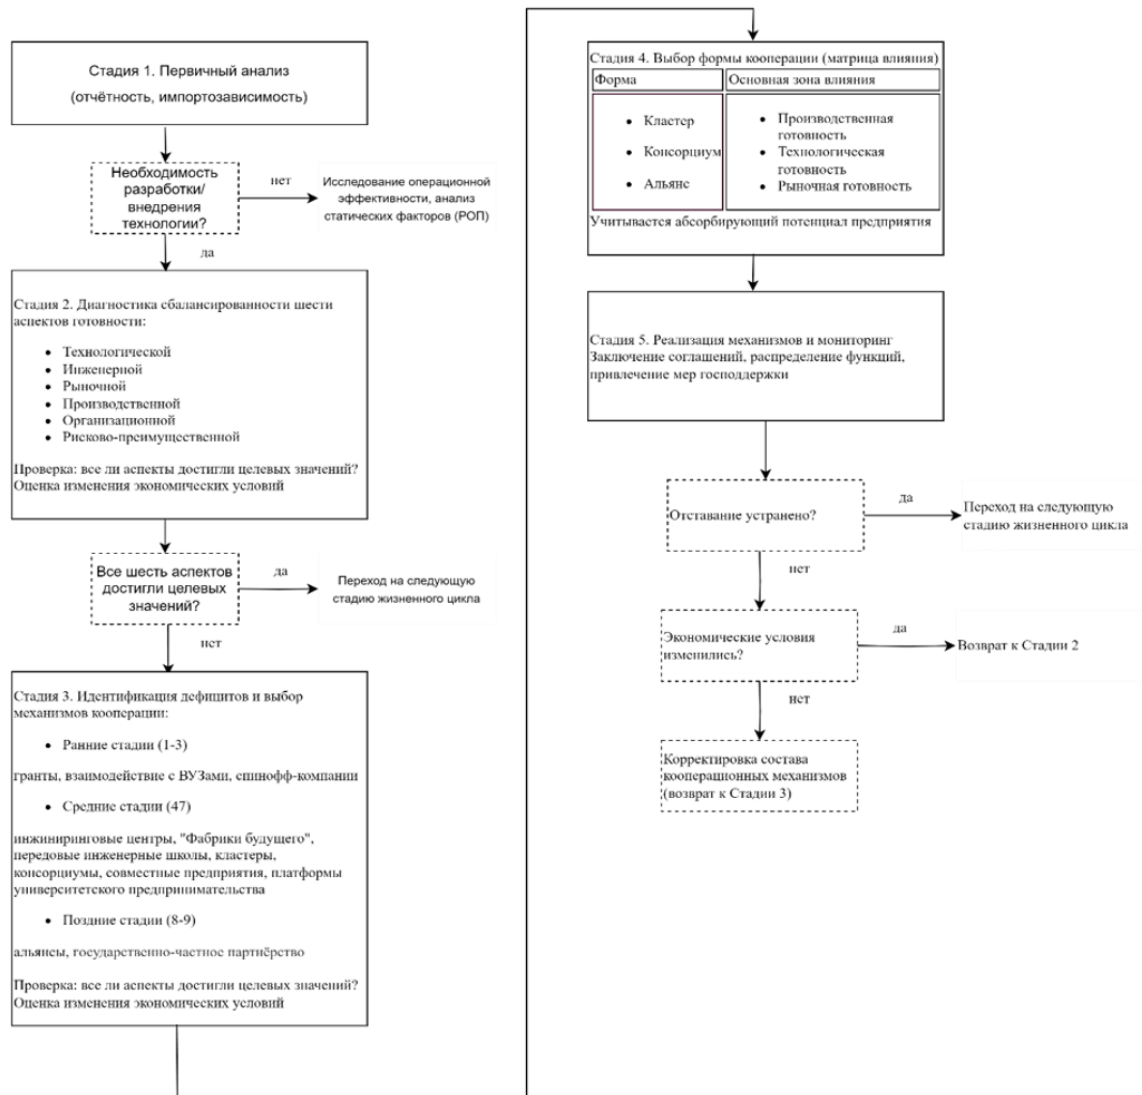 Стадия 1. Первичный анализ
(отчётность, импортозависимость)
Необходимость
разработки/
внедрения
технологии?
нет
Исследование операционной
эффективности, анализ
статических факторов (РОП)
да
Стадия 2. Диагностика сбалансированности шести
аспектов готовности:
• Технологической
• Инженерной
• Рыночной
• Производственной
• Организационной
• Рисково-преимущественной
Проверка: все ли аспекты достигли целевых значений?
Оценка изменения экономических условий
Все шесть аспектов
достигли целевых
значений?
да
Переход на следующую
стадию жизненного цикла
нет
Стадия 3. Идентификация дефицитов и выбор
механизмов кооперации:
• Ранние стадии (1-3)
гранты, взаимодействие с ВУЗами, спинофф-компании
• Средние стадии (47)
инжиниринговые центры, "Фабрики будущего",
передовые инженерные школы, кластеры,
консорциумы, совместные предприятия, платформы
университетского предпринимательства
• Поздние стадии (8-9)
альянсы, государственно-частное партнёрство
Проверка: все ли аспекты достигли целевых значений?
Оценка изменения экономических условий
Стадия 4. Выбор формы кооперации (матрица влияния)
Форма
Основная зона влияния
• Кластер
• Консорциум
• Альянс
• Производственная
готовность
• Технологическая
готовность
• Рыночная готовность
Учитывается абсорбирующий потенциал предприятия
Стадия 5. Реализация механизмов и мониторинг
Заключение соглашений, распределение функций,
привлечение мер господдержки
Отставание устранено?
да
Переход на следующую
стадию жизненного цикла
нет
Экономические условия
изменились?
да
Возврат к Стадии 2
нет
Корректировка состава
кооперационных механизмов
(возврат к Стадии 3)